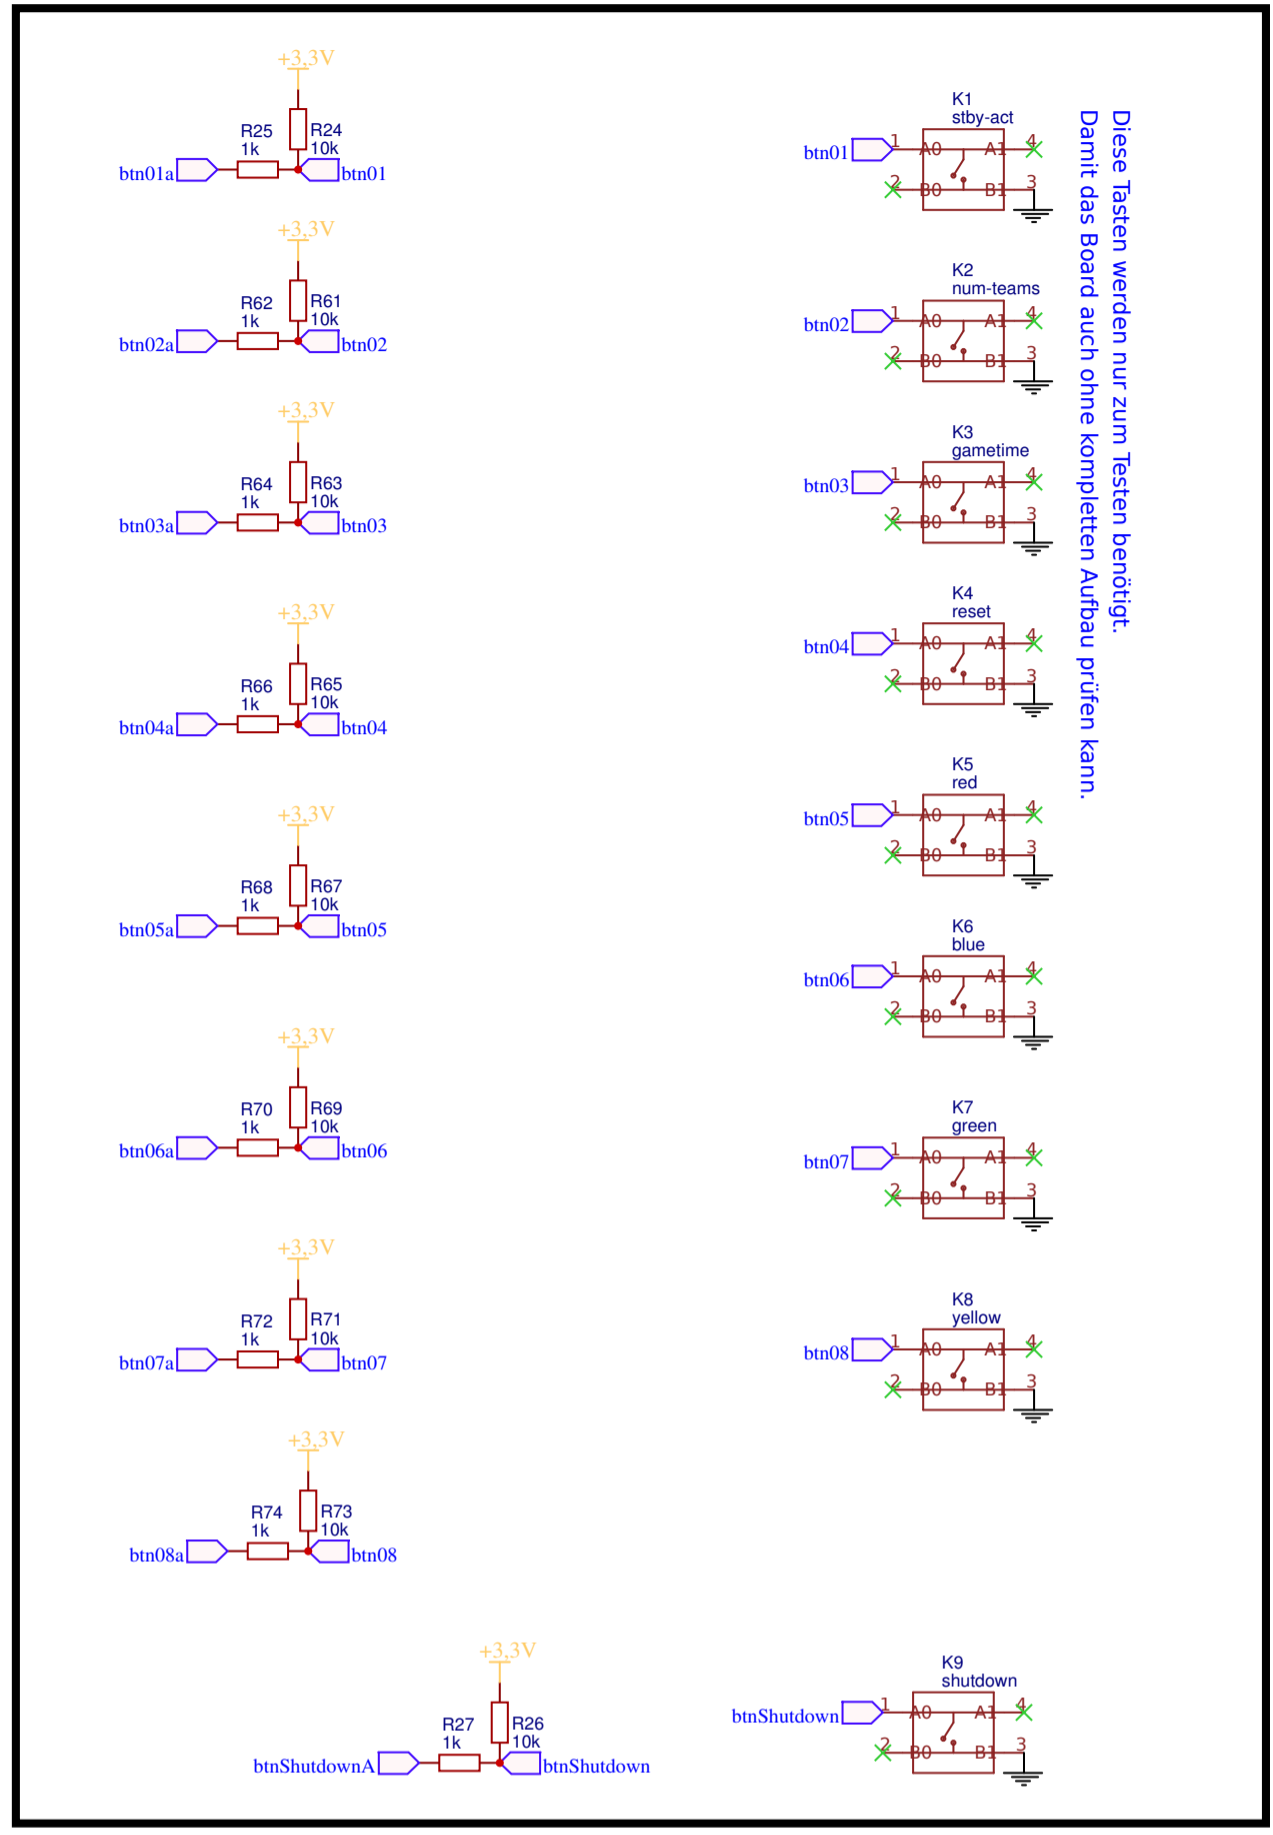 +3,3V
R25
1k
R24
10k
btn01a
btn01
+3,3V
R62
1k
R61
10k
btn02a
btn02
+3,3V
R64
1k
R63
10k
btn03a
btn03
+3,3V
R66
1k
R65
10k
btn04a
btn04
+3,3V
R68
1k
R67
10k
btn05a
btn05
+3,3V
R70
1k
R69
10k
btn06a
btn06
+3,3V
R72
1k
R71
10k
btn07a
btn07
+3,3V
R74
1k
R73
10k
btn08a
btn08
+3,3V
R27
1k
R26
10k
btnShutdownA
btnShutdown
K1
stby-act
btn01
1 A0 A1 4
2 B0 B1 3
K2
num-teams
btn02
1 A0 A1 4
2 B0 B1 3
K3
gametime
btn03
1 A0 A1 4
2 B0 B1 3
K4
reset
btn04
1 A0 A1 4
2 B0 B1 3
K5
red
btn05
1 A0 A1 4
2 B0 B1 3
K6
blue
btn06
1 A0 A1 4
2 B0 B1 3
K7
green
btn07
1 A0 A1 4
2 B0 B1 3
K8
yellow
btn08
1 A0 A1 4
2 B0 B1 3
K9
shutdown
btnShutdown
1 A0 A1 4
2 B0 B1 3
Diese Tasten werden nur zum Testen benötigt.
Damit das Board auch ohne kompletten Aufbau prüfen kann.